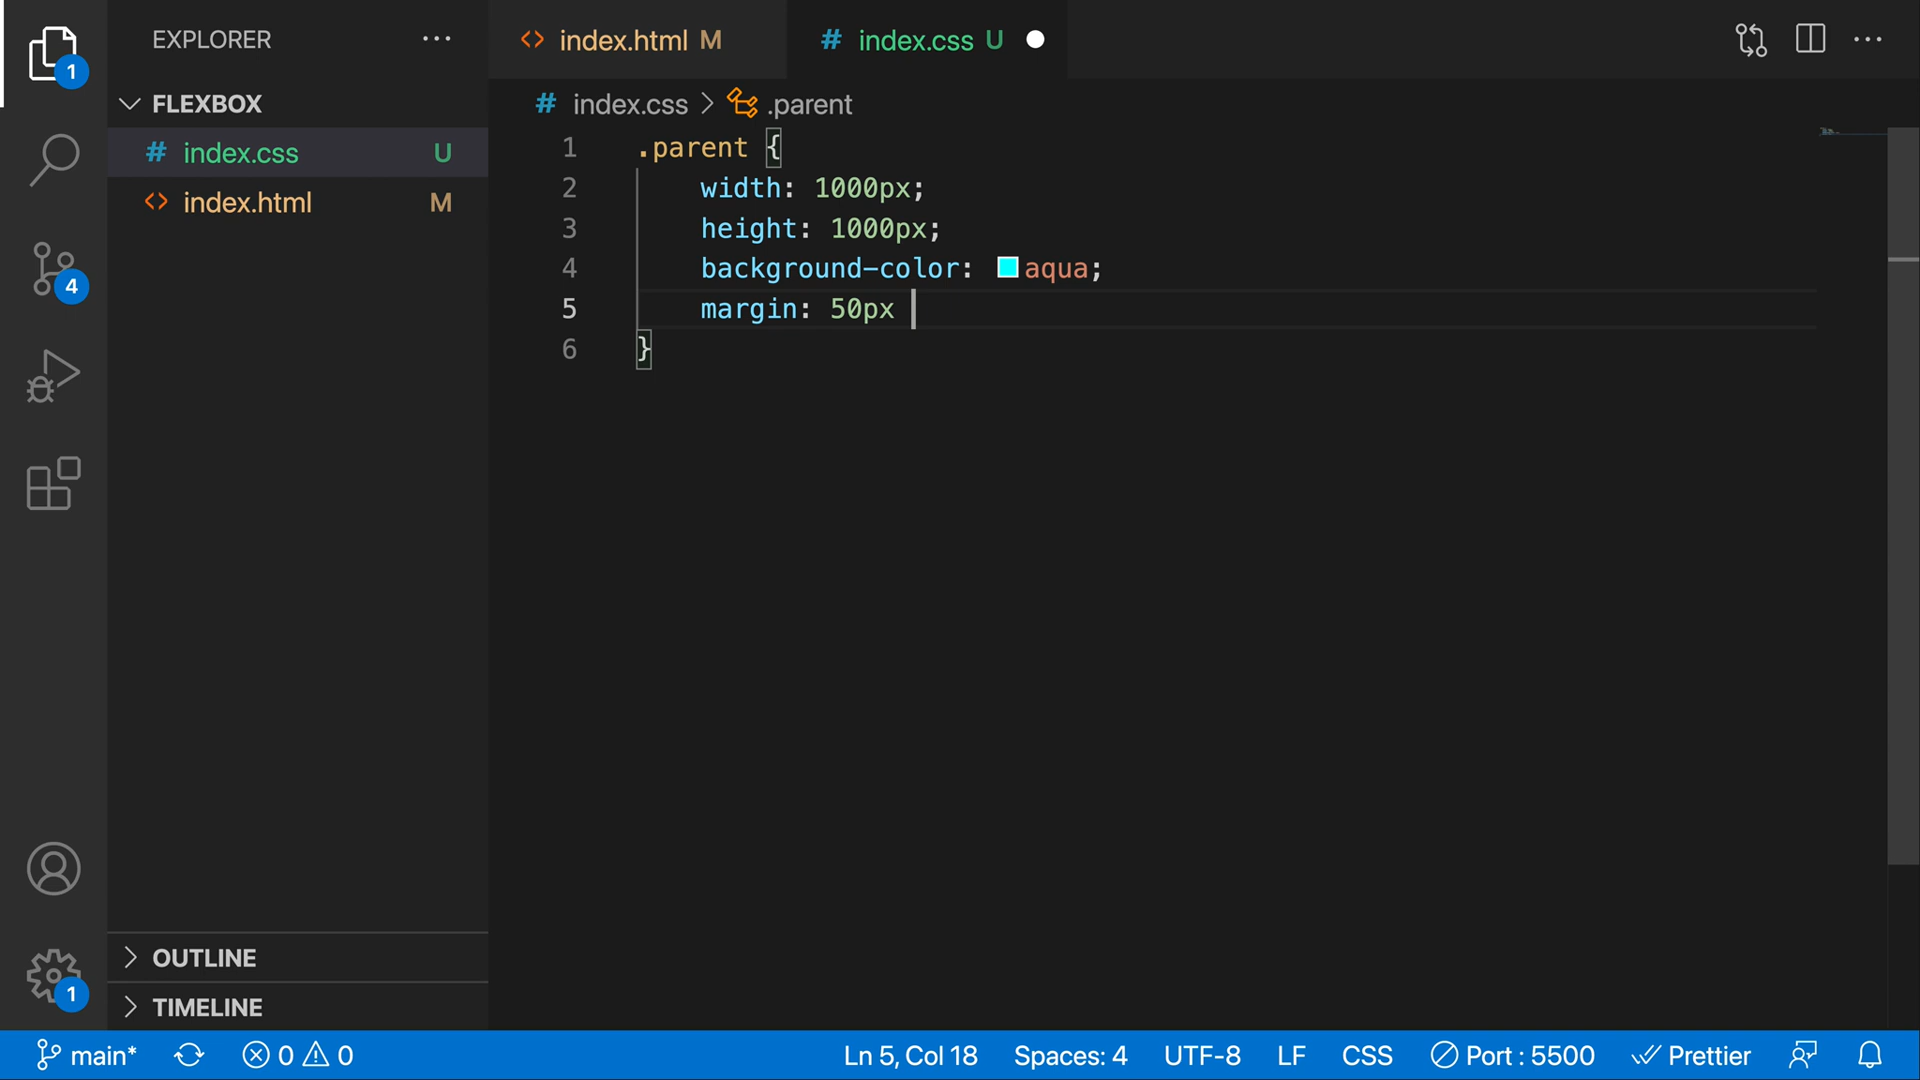 EXPLORER
index.html M
index.css U
1
FLEXBOX
index.css > .parent
index.css U
index.html M
1 .parent {
2 width: 1000px;
3 height: 1000px;
4 background-color: aqua;
5 margin: 50px
6 }
4
OUTLINE
1
TIMELINE
main* 0 0 Ln 5, Col 18 Spaces: 4 UTF-8 LF CSS Port : 5500 Prettier